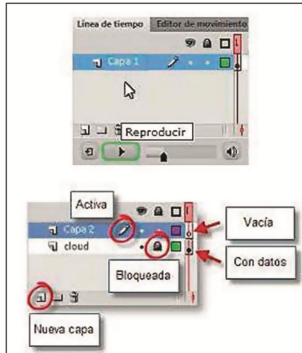 Línea de tiempo Editor de movimiento
1
Capa 1
Reproducir
Activa
Capa 2
Vacía
cloud
Con datos
Bloqueada
Nueva capa